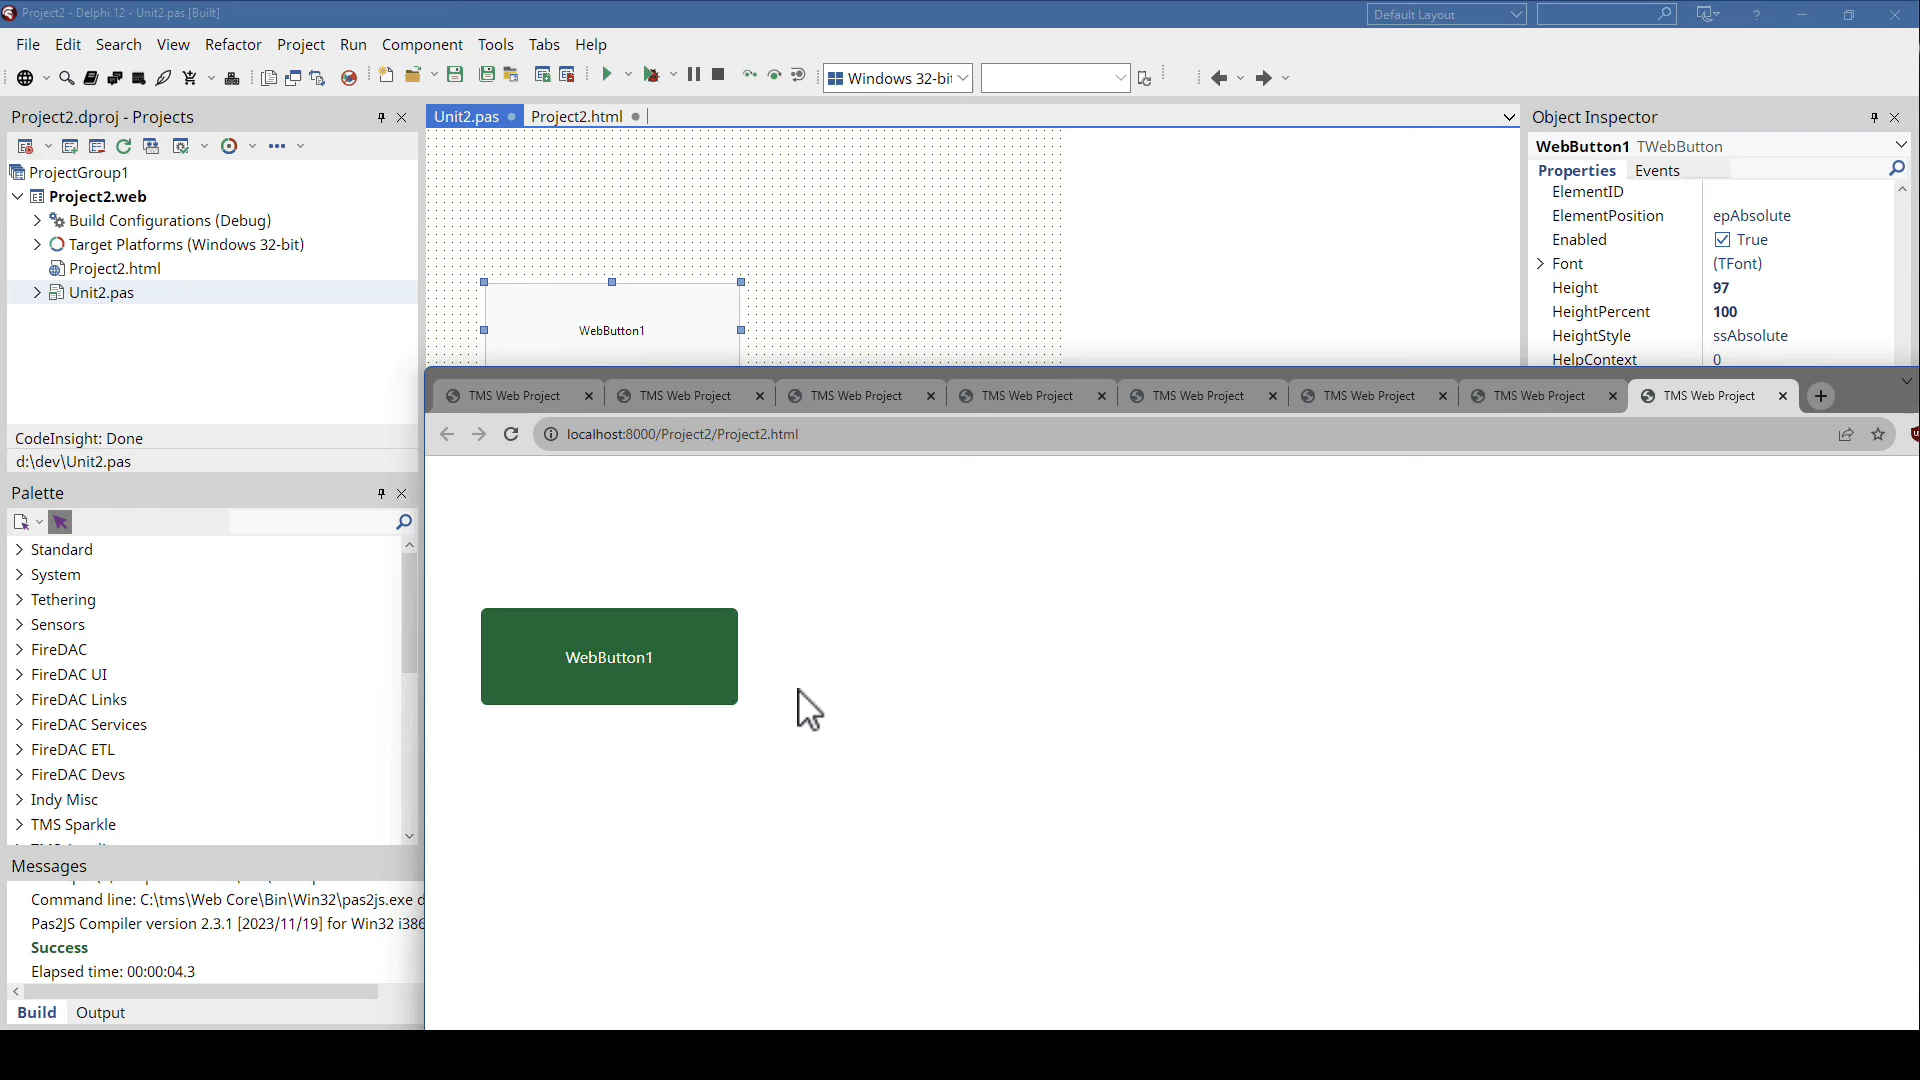 Project2 - Delphi 12 - Unit2.pas [Built]
Default Layout
?
File Edit Search View Refactor Project Run Component Tools Tabs Help
Windows 32-bi
Project2.dproj - Projects
ProjectGroup1
Project2.web
Build Configurations (Debug)
Target Platforms (Windows 32-bit)
Project2.html
Unit2.pas
CodeInsight: Done
d:\dev\Unit2.pas
Palette
Standard
System
Tethering
Sensors
FireDAC
FireDAC UI
FireDAC Links
FireDAC Services
FireDAC ETL
FireDAC Devs
Indy Misc
TMS Sparkle
Messages
Command line: C:\tms\Web Core\Bin\Win32\pas2js.exe d
Pas2JS Compiler version 2.3.1 [2023/11/19] for Win32 i386
Success
Elapsed time: 00:00:04.3
Build Output
Unit2.pas Project2.html
WebButton1
Object Inspector
WebButton1 TWebButton
Properties Events
ElementID
ElementPosition epAbsolute
Enabled True
Font (TFont)
Height 97
HeightPercent 100
HeightStyle ssAbsolute
HelpContext 0
TMS Web Project TMS Web Project TMS Web Project TMS Web Project TMS Web Project TMS Web Project TMS Web Project TMS Web Project
localhost:8000/Project2/Project2.html
WebButton1